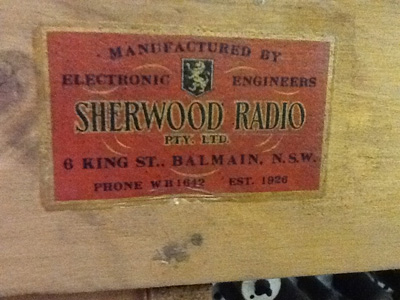 MANUFACTURED BY
ELECTRONIC ENGINEERS
SHERWOOD RADIO
PTY. LTD.
6 KING ST., BALMAIN, N.S.W.
PHONE WB1642 EST. 1926